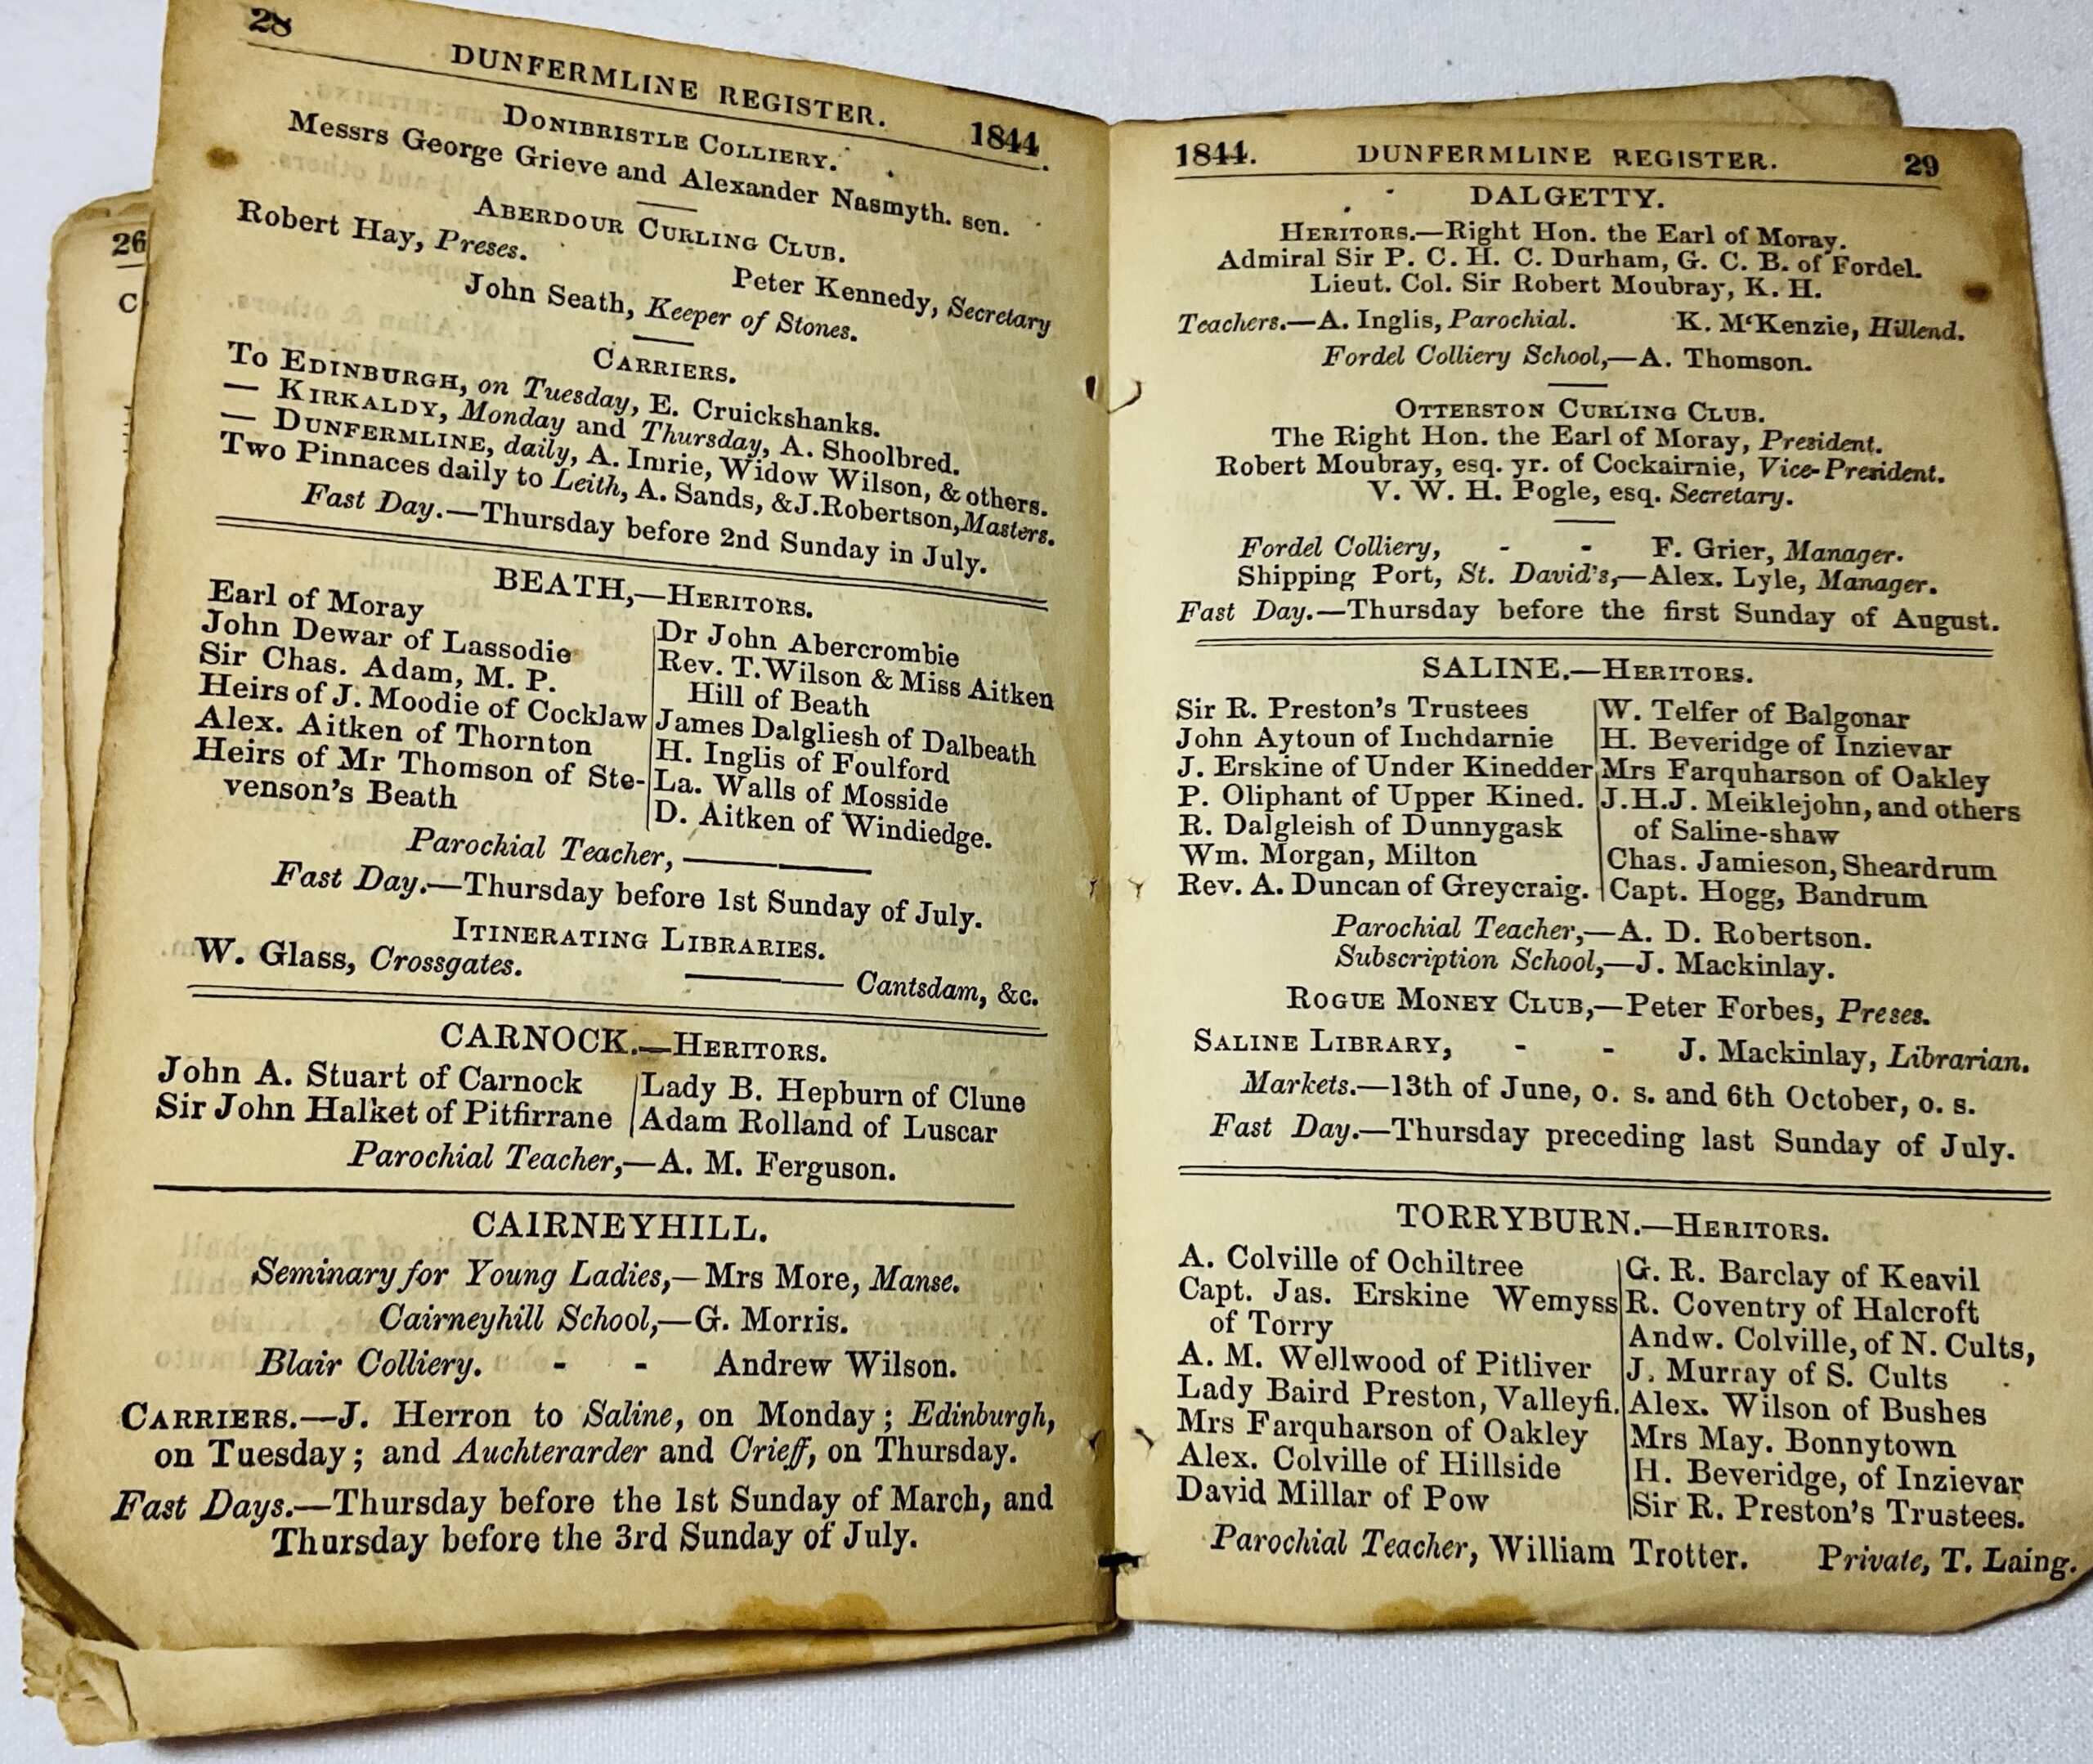 28
DUNFERMLINE REGISTER. 1844.
DONIBRISTLE COLLIERY.
Messrs George Grieve and Alexander Nasmyth. sen.
ABERDOUR CURLING CLUB.
Robert Hay, Preses.
Peter Kennedy, Secretary
John Seath, Keeper of Stones.
CARRIERS.
To EDINBURGH, on Tuesday, E. Cruickshanks.
— KIRKALDY, Monday and Thursday, A. Shoolbred.
— DUNFERMLINE, daily, A. Imrie, Widow Wilson, & others.
Two Pinnaces daily to Leith, A. Sands, & J. Robertson, Masters.
Fast Day.—Thursday before 2nd Sunday in July.
BEATH,—HERITORS.
Earl of Moray
John Dewar of Lassodie
Sir Chas. Adam, M. P.
Heirs of J. Moodie of Cocklaw
Alex. Aitken of Thornton
Heirs of Mr Thomson of Ste-
venson's Beath
Dr John Abercrombie
Rev. T. Wilson & Miss Aitken
Hill of Beath
James Dalgliesh of Dalbeath
H. Inglis of Foulford
La. Walls of Mosside
D. Aitken of Windiedge.
Parochial Teacher, ———
Fast Day.—Thursday before 1st Sunday of July.
ITINERATING LIBRARIES.
W. Glass, Crossgates. ——— Cantsdam, &c.
CARNOCK.—HERITORS.
John A. Stuart of Carnock
Sir John Halket of Pitfirrane
Lady B. Hepburn of Clune
Adam Rolland of Luscar
Parochial Teacher,—A. M. Ferguson.
CAIRNEYHILL.
Seminary for Young Ladies,—Mrs More, Manse.
Cairneyhill School,—G. Morris.
Blair Colliery. - - Andrew Wilson.
CARRIERS.—J. Herron to Saline, on Monday; Edinburgh,
on Tuesday; and Auchterarder and Crieff, on Thursday.
Fast Days.—Thursday before the 1st Sunday of March, and
Thursday before the 3rd Sunday of July.
26
C
1844. DUNFERMLINE REGISTER. 29
DALGETTY.
HERITORS.—Right Hon. the Earl of Moray.
Admiral Sir P. C. H. C. Durham, G. C. B. of Fordel.
Lieut. Col. Sir Robert Moubray, K. H.
Teachers.—A. Inglis, Parochial. K. M‘Kenzie, Hillend.
Fordel Colliery School,—A. Thomson.
OTTERSTON CURLING CLUB.
The Right Hon. the Earl of Moray, President.
Robert Moubray, esq. yr. of Cockairnie, Vice-President.
V. W. H. Pogle, esq. Secretary.
Fordel Colliery, - - F. Grier, Manager.
Shipping Port, St. David's,—Alex. Lyle, Manager.
Fast Day.—Thursday before the first Sunday of August.
SALINE.—HERITORS.
Sir R. Preston's Trustees
John Aytoun of Inchdarnie
J. Erskine of Under Kinedder
P. Oliphant of Upper Kined.
R. Dalgleish of Dunnygask
Wm. Morgan, Milton
Rev. A. Duncan of Greycraig.
W. Telfer of Balgonar
H. Beveridge of Inzievar
Mrs Farquharson of Oakley
J.H.J. Meiklejohn, and others
of Saline-shaw
Chas. Jamieson, Sheardrum
Capt. Hogg, Bandrum
Parochial Teacher,—A. D. Robertson.
Subscription School,—J. Mackinlay.
ROGUE MONEY CLUB,—Peter Forbes, Preses.
SALINE LIBRARY, - - J. Mackinlay, Librarian.
Markets.—13th of June, o. s. and 6th October, o. s.
Fast Day.—Thursday preceding last Sunday of July.
TORRYBURN.—HERITORS.
A. Colville of Ochiltree
Capt. Jas. Erskine Wemyss
of Torry
A. M. Wellwood of Pitliver
Lady Baird Preston, Valleyfi.
Mrs Farquharson of Oakley
Alex. Colville of Hillside
David Millar of Pow
G. R. Barclay of Keavil
R. Coventry of Halcroft
Andw. Colville, of N. Cults,
J. Murray of S. Cults
Alex. Wilson of Bushes
Mrs May. Bonnytown
H. Beveridge, of Inzievar
Sir R. Preston's Trustees.
Parochial Teacher, William Trotter. Private, T. Laing.